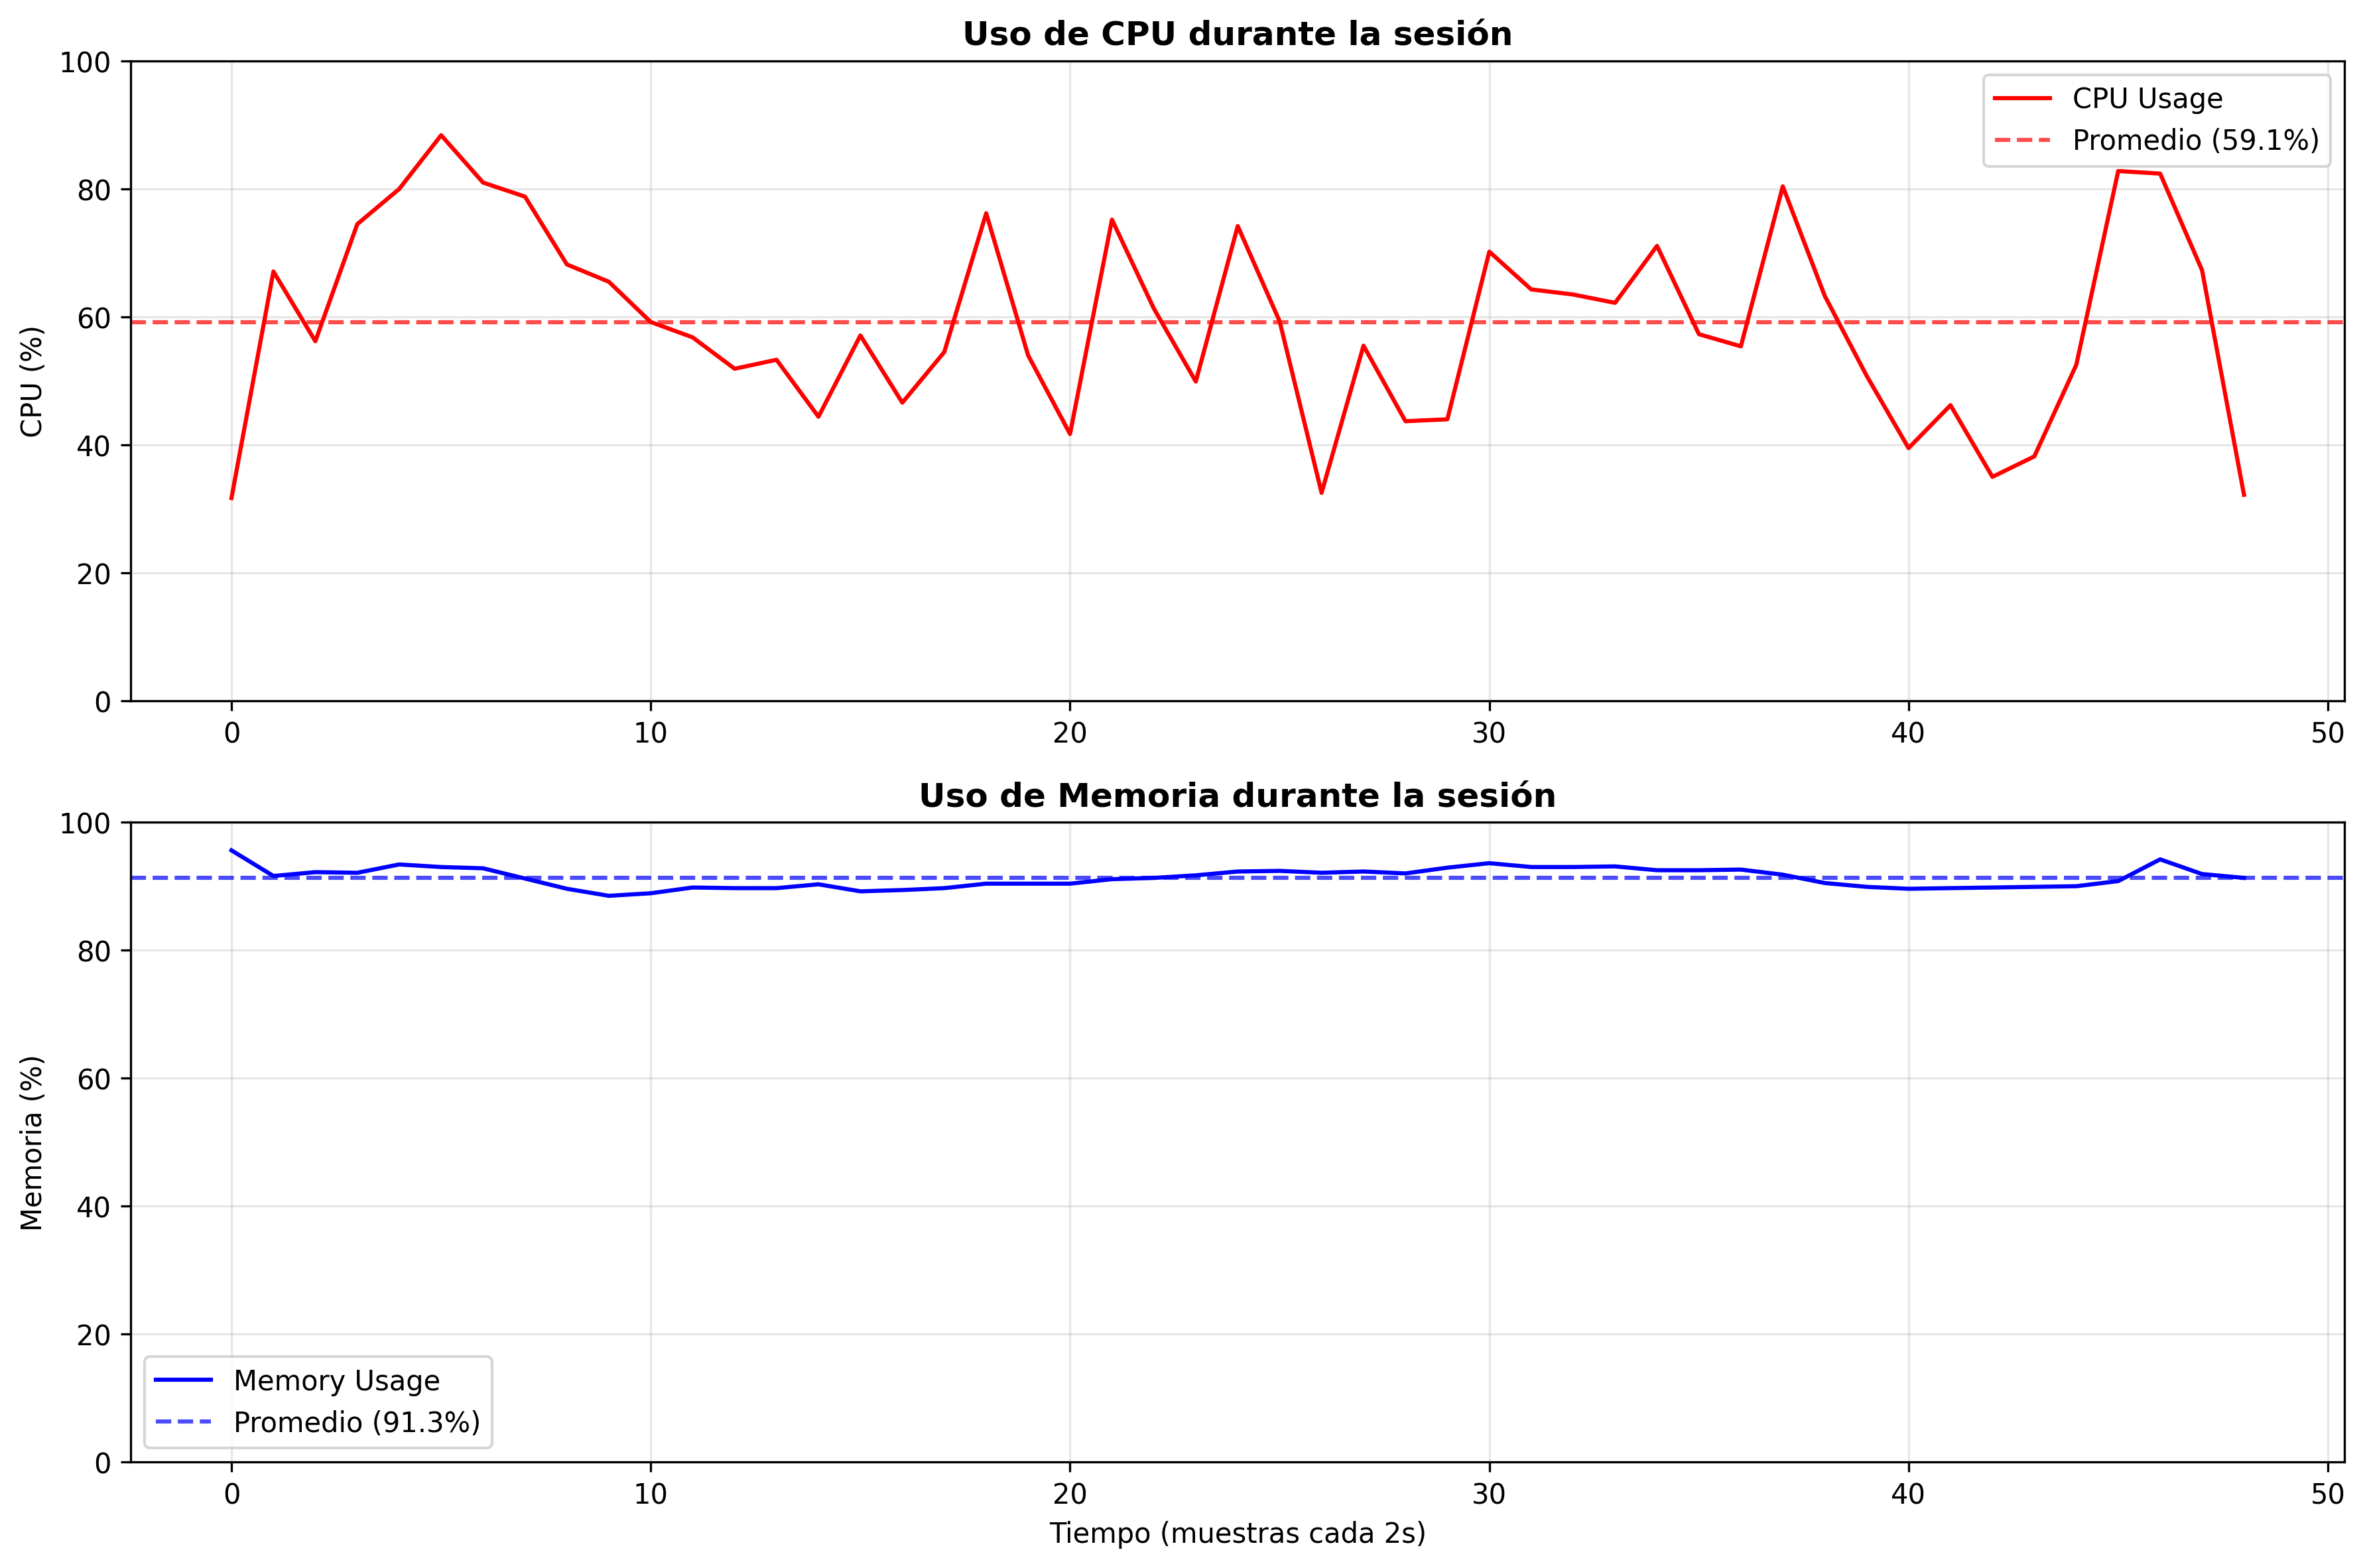 Uso de CPU durante la sesión
CPU (%)
100
80
60
40
20
0
CPU Usage
Promedio (59.1%)
0 10 20 30 40 50
Uso de Memoria durante la sesión
Memoria (%)
100
80
60
40
20
0
Memory Usage
Promedio (91.3%)
0 10 20 30 40 50
Tiempo (muestras cada 2s)